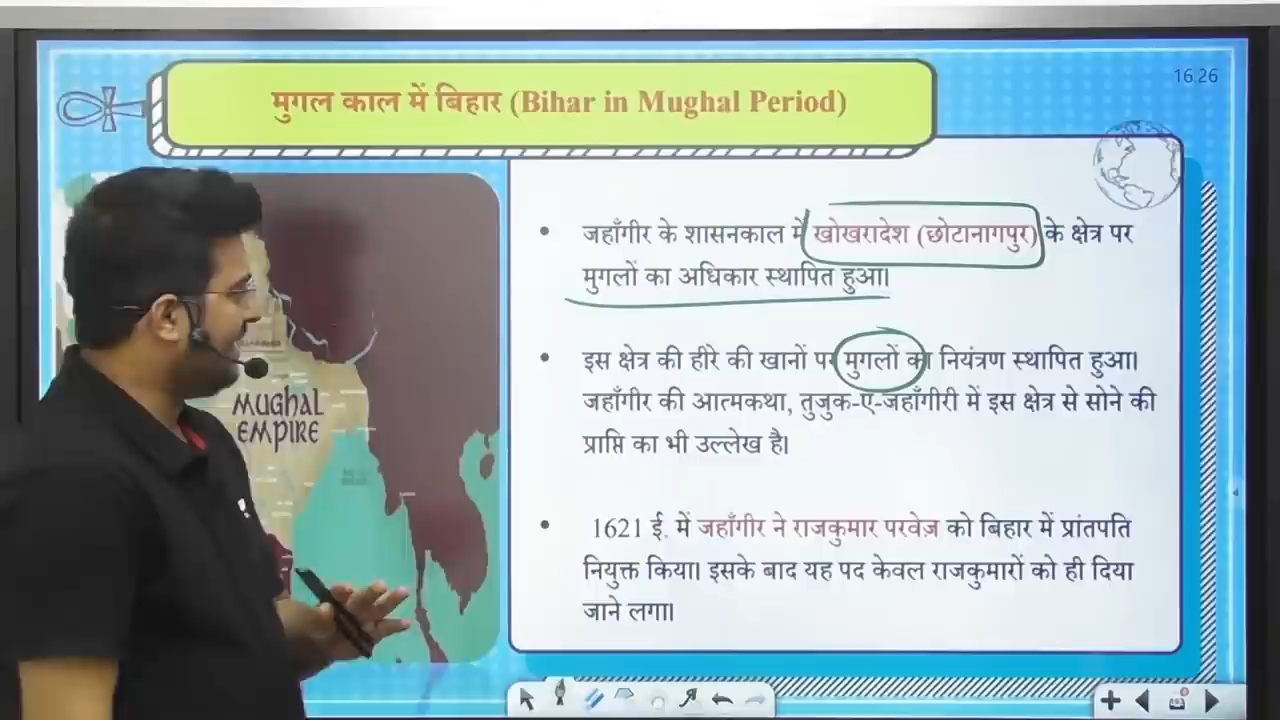 मुगल काल में बिहार (Bihar in Mughal Period)
16.26
जहाँगीर के शासनकाल में खोखरादेश (छोटानागपुर) के क्षेत्र पर
मुगलों का अधिकार स्थापित हुआ।
इस क्षेत्र की हीरे की खानों पर मुगलों का नियंत्रण स्थापित हुआ।
जहाँगीर की आत्मकथा, तुजुक-ए-जहाँगीरी में इस क्षेत्र से सोने की
प्राप्ति का भी उल्लेख है।
1621 ई. में जहाँगीर ने राजकुमार परवेज़ को बिहार में प्रांतपति
नियुक्त किया। इसके बाद यह पद केवल राजकुमारों को ही दिया
जाने लगा।
MUGHAL
EMPIRE